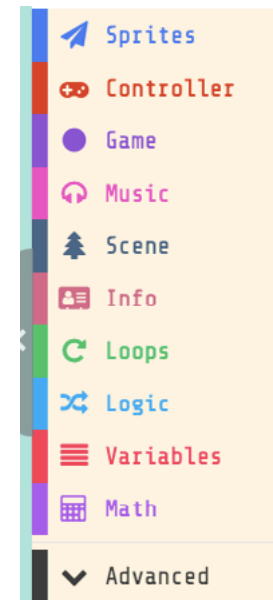 Sprites
Controller
Game
Music
Scene
Info
Loops
Logic
Variables
Math
Advanced